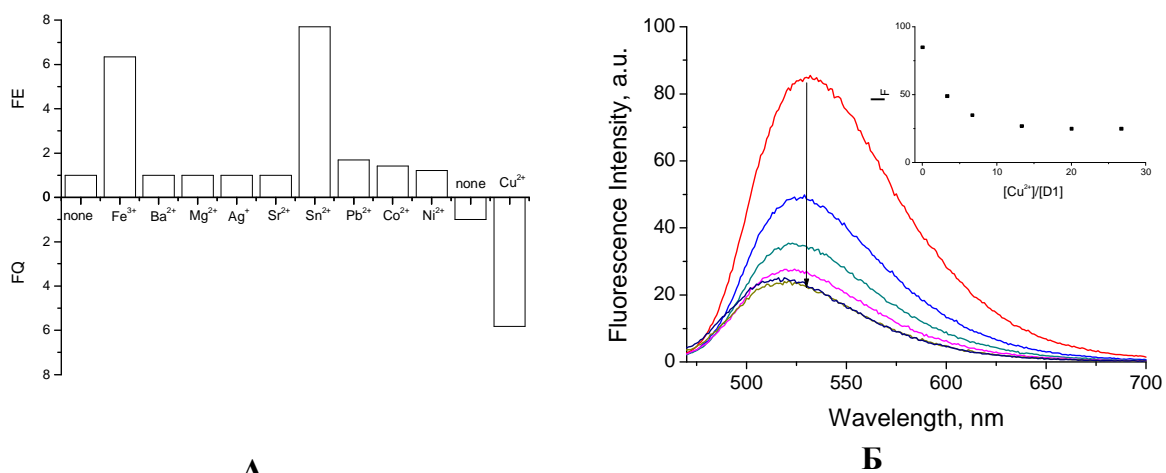 8
6
4
2
0
FE
none Fe³⁺ Ba²⁺ Mg²⁺ Ag⁺ Sr²⁺ Sn²⁺ Pb²⁺ Co²⁺ Ni²⁺ none Cu²⁺
0
2
4
6
8
FQ
А
100
80
60
40
20
0
Fluorescence Intensity, a.u.
500 550 600 650 700
Wavelength, nm
100
50
0
I_F
0 10 20 30
[Cu²⁺]/[D1]
Б